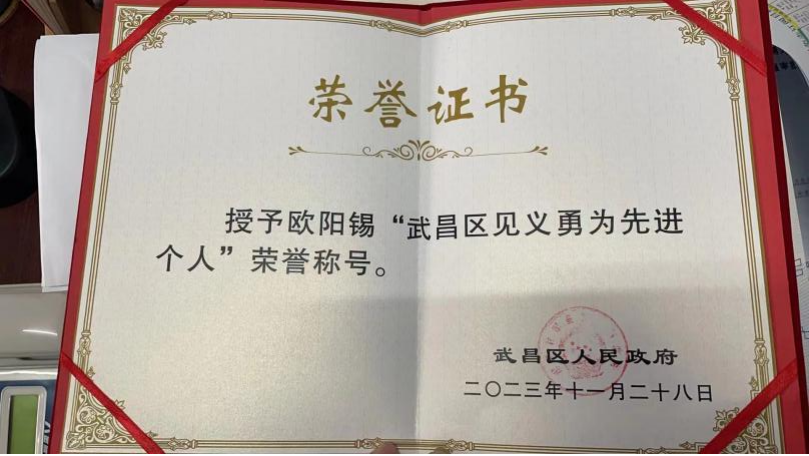 荣誉证书
授予欧阳锡“武昌区见义勇为先进
个人”荣誉称号。
武昌区人民政府
二〇二三年十一月二十八日